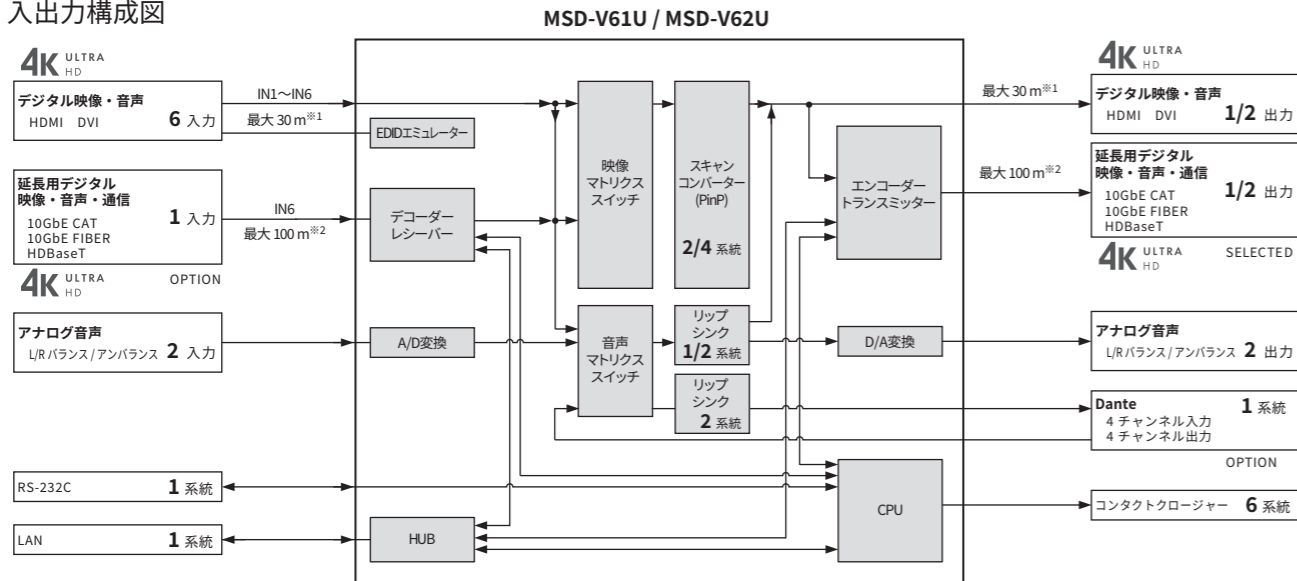 入出力構成図
MSD-V61U / MSD-V62U
4K ULTRA HD
デジタル映像・音声
HDMI DVI 6 入力
IN1～IN6
最大 30 m※1
EDIDエミュレーター
延長用デジタル
映像・音声・通信
10GbE CAT
10GbE FIBER
HDBaseT
1 入力
IN6
最大 100 m※2
デコーダー
レシーバー
4K ULTRA HD
OPTION
アナログ音声
L/R バランス / アンバランス 2 入力
A/D変換
RS-232C 1 系統
LAN 1 系統
HUB
映像
マトリクス
スイッチ
スキャン
コンバーター
(PinP)
2/4 系統
音声
マトリクス
スイッチ
リップ
シンク
1/2 系統
リップ
シンク
2 系統
エンコーダー
トランスミッター
D/A変換
CPU
最大 30 m※1
最大 100 m※2
4K ULTRA HD
デジタル映像・音声
HDMI DVI 1/2 出力
延長用デジタル
映像・音声・通信
10GbE CAT
10GbE FIBER
HDBaseT
1/2 出力
4K ULTRA HD
SELECTED
アナログ音声
L/R バランス / アンバランス 2 出力
Dante 1 系統
4 チャンネル入力
4 チャンネル出力
OPTION
コンタクトクロージャー 6 系統